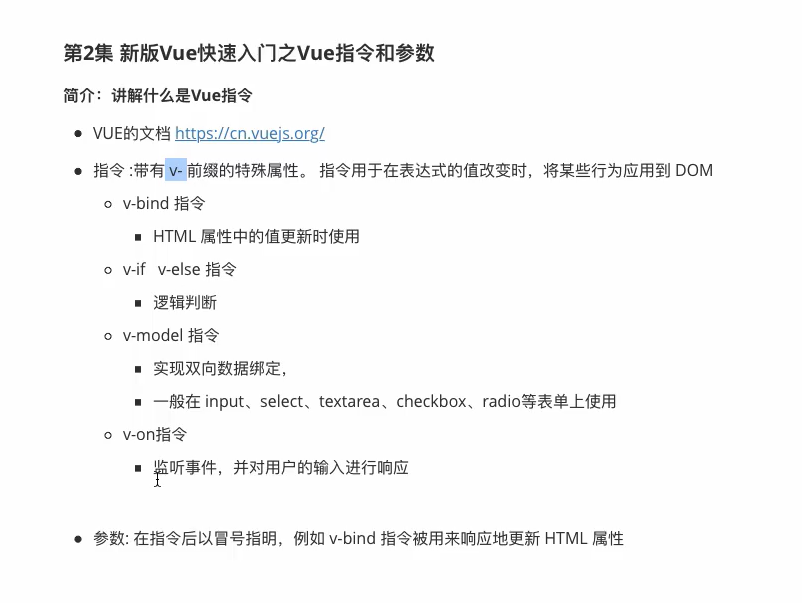 第2集 新版Vue快速入门之Vue指令和参数
简介：讲解什么是Vue指令
VUE的文档 https://cn.vuejs.org/
指令 :带有 v- 前缀的特殊属性。 指令用于在表达式的值改变时，将某些行为应用到 DOM
v-bind 指令
HTML 属性中的值更新时使用
v-if v-else 指令
逻辑判断
v-model 指令
实现双向数据绑定，
一般在 input、select、textarea、checkbox、radio等表单上使用
v-on指令
监听事件，并对用户的输入进行响应
参数: 在指令后以冒号指明，例如 v-bind 指令被用来响应地更新 HTML 属性